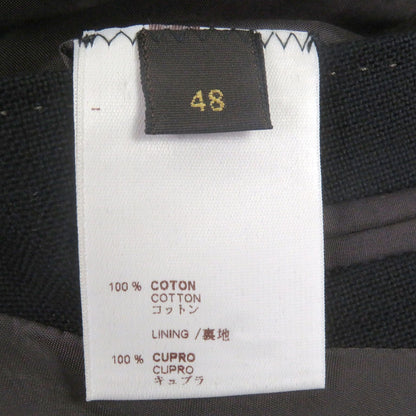 48
100 % COTON
COTTON
コットン
LINING / 裏地
100 % CUPRO
CUPRO
キュプラ